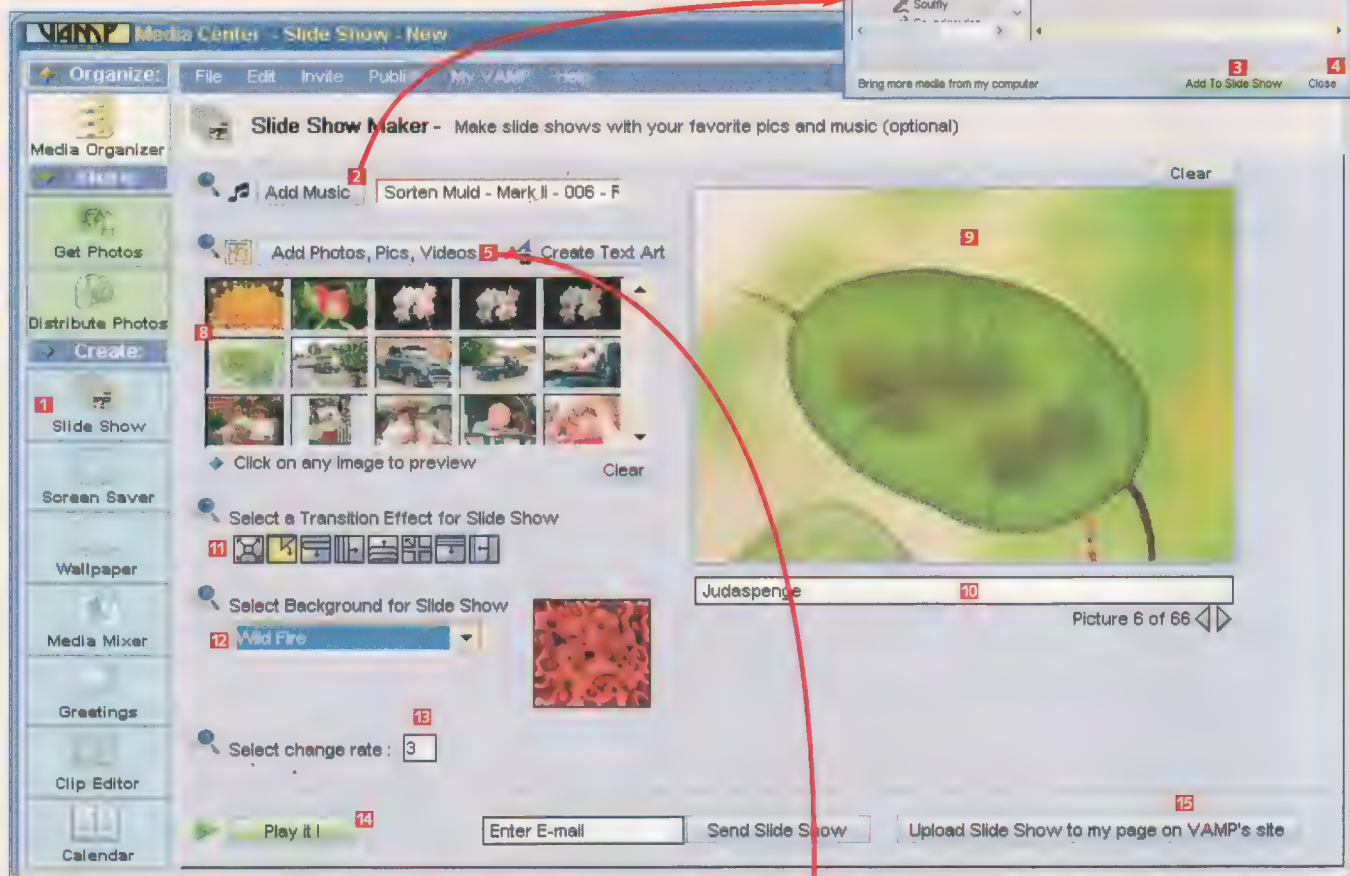 Soulfly
Bring more media from my computer
3
Add To Slide Show
4
Close
VAMP Media Center - Slide Show - New
Organize:
File Edit Invite My VAMP Help
Media Organizer
Slide Show Maker - Make slide shows with your favorite pics and music (optional)
2
Add Music
Sorten Muld - Mark II - 006 - F
Clear
Get Photos
Add Photos, Pics, Videos
5
Create Text Art
9
Distribute Photos
8
Create:
1
Slide Show
Click on any image to preview
Clear
Screen Saver
Select a Transition Effect for Slide Show
11
Wallpaper
Select Background for Slide Show
Judaspenge
10
Picture 6 of 66
Media Mixer
12
Wild Fire
Greetings
13
Select change rate :
3
Clip Editor
15
Play it !
14
Enter E-mail
Send Slide Show
Upload Slide Show to my page on VAMP's site
Calendar